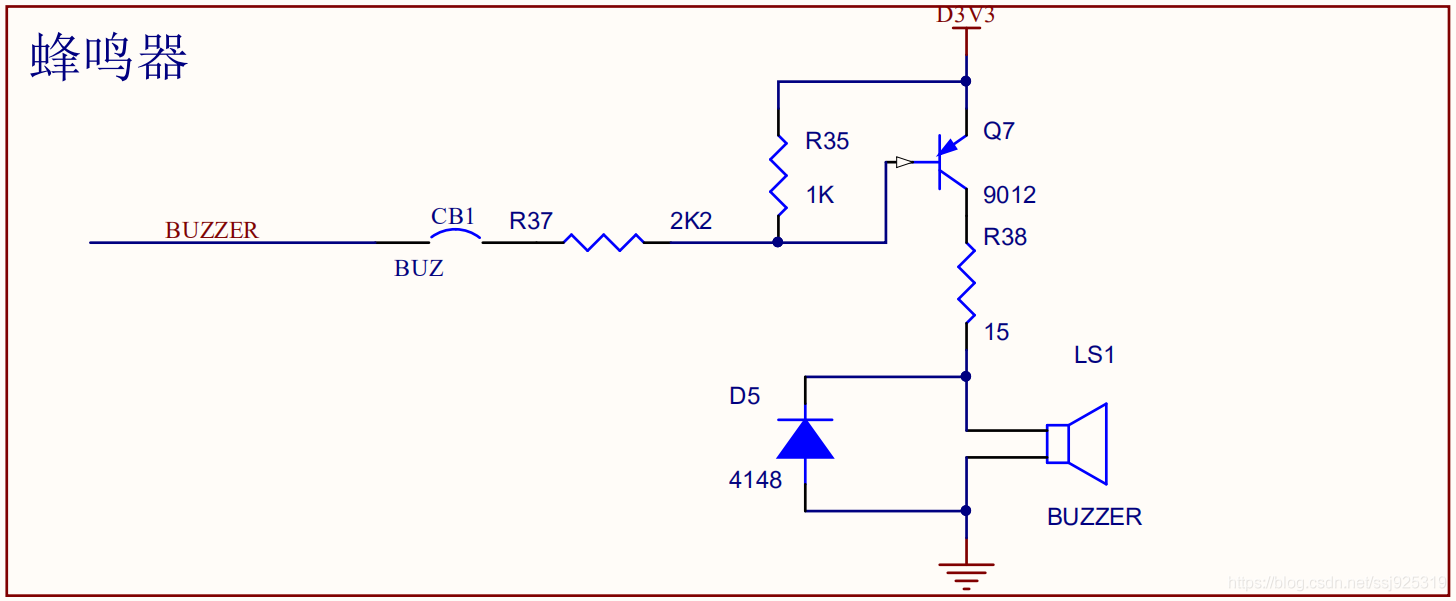 D3V3
蜂鸣器
Q7
R35
1K
9012
BUZZER
CB1
R37
2K2
R38
BUZ
15
LS1
D5
4148
BUZZER
https://blog.csdn.net/ssj925319